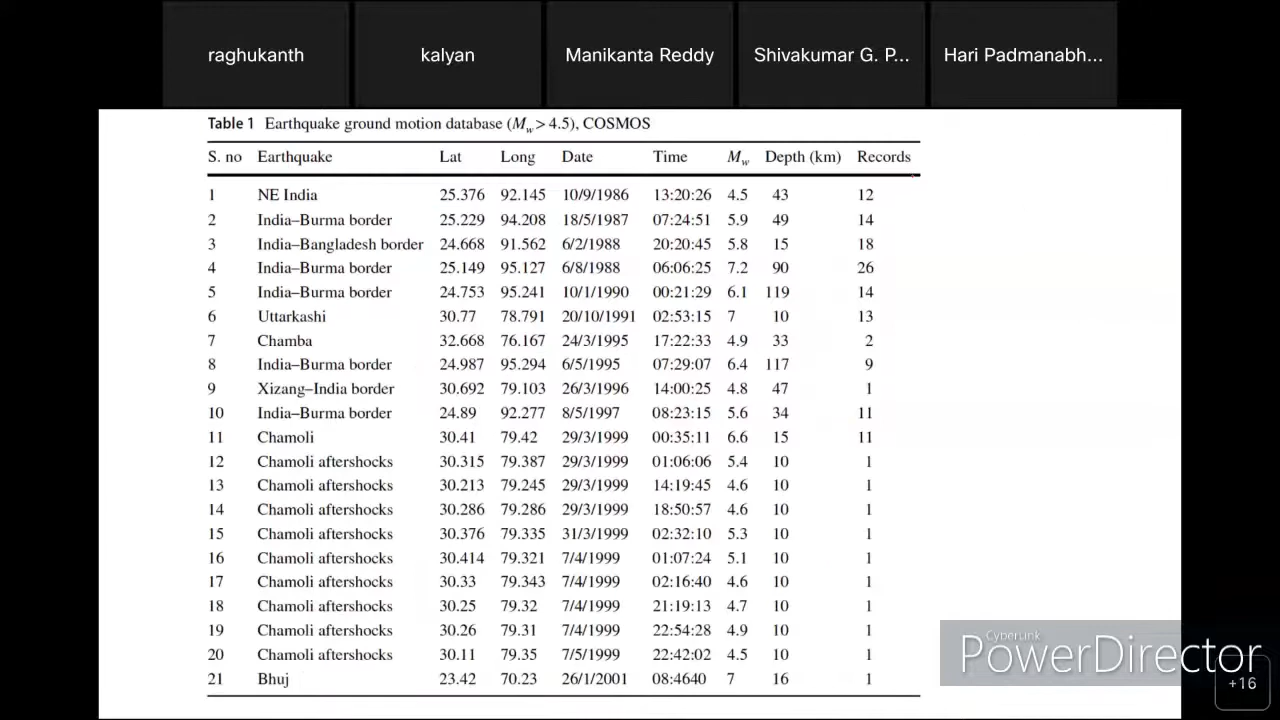 raghukanth kalyan Manikanta Reddy Shivakumar G. P... Hari Padmanabh...
Table 1 Earthquake ground motion database (Mw > 4.5), COSMOS
S. no Earthquake Lat Long Date Time Mw Depth (km) Records
1 NE India 25.376 92.145 10/9/1986 13:20:26 4.5 43 12
2 India–Burma border 25.229 94.208 18/5/1987 07:24:51 5.9 49 14
3 India–Bangladesh border 24.668 91.562 6/2/1988 20:20:45 5.8 15 18
4 India–Burma border 25.149 95.127 6/8/1988 06:06:25 7.2 90 26
5 India–Burma border 24.753 95.241 10/1/1990 00:21:29 6.1 119 14
6 Uttarkashi 30.77 78.791 20/10/1991 02:53:15 7 10 13
7 Chamba 32.668 76.167 24/3/1995 17:22:33 4.9 33 2
8 India–Burma border 24.987 95.294 6/5/1995 07:29:07 6.4 117 9
9 Xizang–India border 30.692 79.103 26/3/1996 14:00:25 4.8 47 1
10 India–Burma border 24.89 92.277 8/5/1997 08:23:15 5.6 34 11
11 Chamoli 30.41 79.42 29/3/1999 00:35:11 6.6 15 11
12 Chamoli aftershocks 30.315 79.387 29/3/1999 01:06:06 5.4 10 1
13 Chamoli aftershocks 30.213 79.245 29/3/1999 14:19:45 4.6 10 1
14 Chamoli aftershocks 30.286 79.286 29/3/1999 18:50:57 4.6 10 1
15 Chamoli aftershocks 30.376 79.335 31/3/1999 02:32:10 5.3 10 1
16 Chamoli aftershocks 30.414 79.321 7/4/1999 01:07:24 5.1 10 1
17 Chamoli aftershocks 30.33 79.343 7/4/1999 02:16:40 4.6 10 1
18 Chamoli aftershocks 30.25 79.32 7/4/1999 21:19:13 4.7 10 1
19 Chamoli aftershocks 30.26 79.31 7/4/1999 22:54:28 4.9 10 1
20 Chamoli aftershocks 30.11 79.35 7/5/1999 22:42:02 4.5 10 1
21 Bhuj 23.42 70.23 26/1/2001 08:4640 7 16 1
CyberLink
PowerDirector
+16